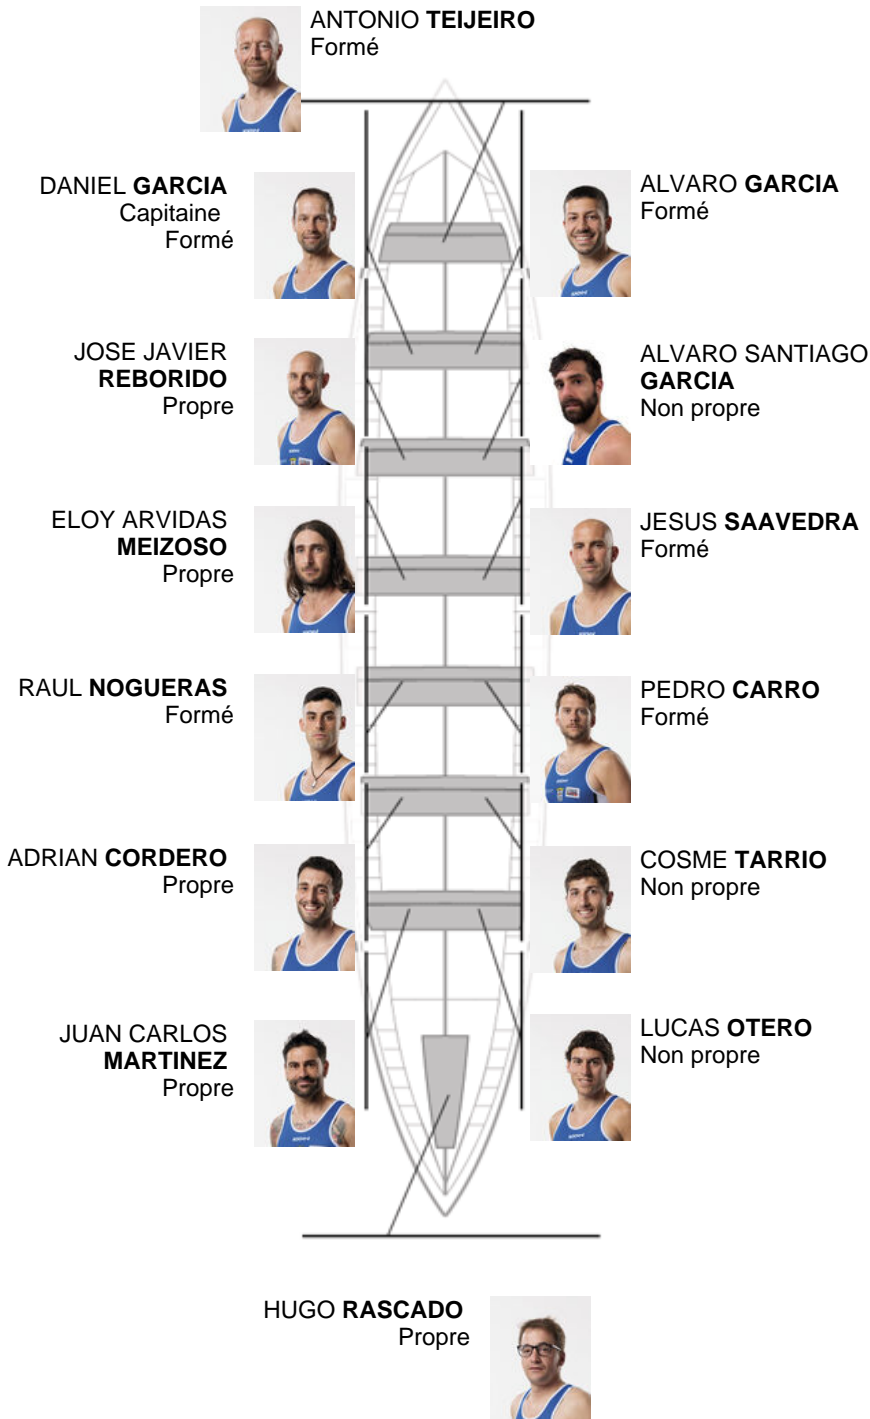 ANTONIO TEIJEIRO
Formé
DANIEL GARCIA
Capitaine
Formé
ALVARO GARCIA
Formé
JOSE JAVIER
REBORIDO
Propre
ALVARO SANTIAGO
GARCIA
Non propre
ELOY ARVIDAS
MEIZOSO
Propre
JESUS SAAVEDRA
Formé
RAUL NOGUERAS
Formé
PEDRO CARRO
Formé
ADRIAN CORDERO
Propre
COSME TARRIO
Non propre
JUAN CARLOS
MARTINEZ
Propre
LUCAS OTERO
Non propre
HUGO RASCADO
Propre